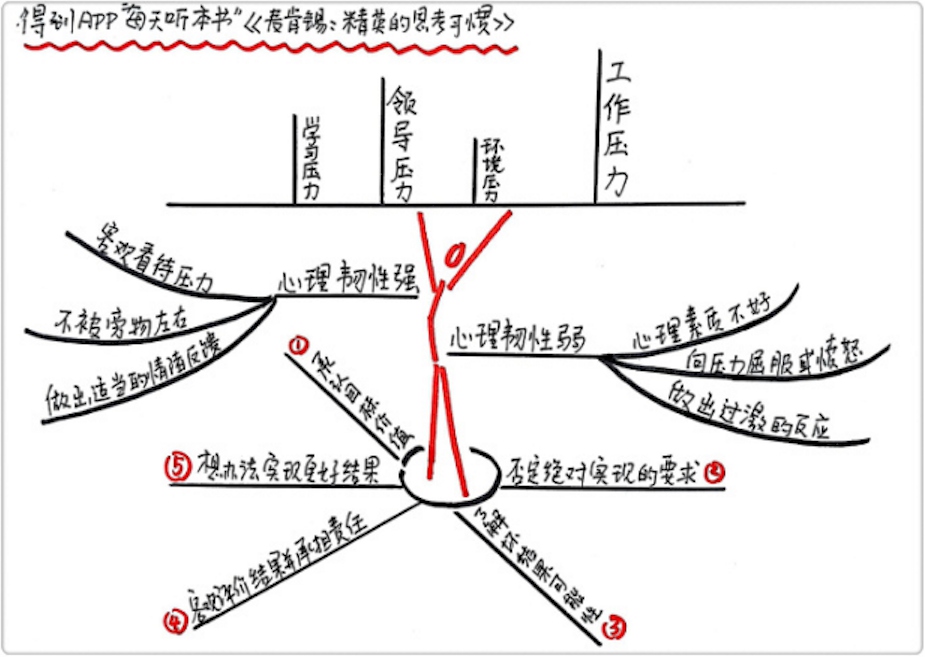 得到APP"每天听本书"《麦肯锡:精英的思考习惯》
学习压力
领导压力
环境压力
工作压力
客观看待压力
不被旁物左右
做出适当的情绪反馈
心理韧性强
心理韧性弱
心理素质不好
向压力屈服或愤怒
做出过激的反应
① 承认目标价值
否定绝对实现的要求 ②
了解坏结果可能性 ③
④ 客观评价结果并承担责任
⑤ 想办法实现更好结果